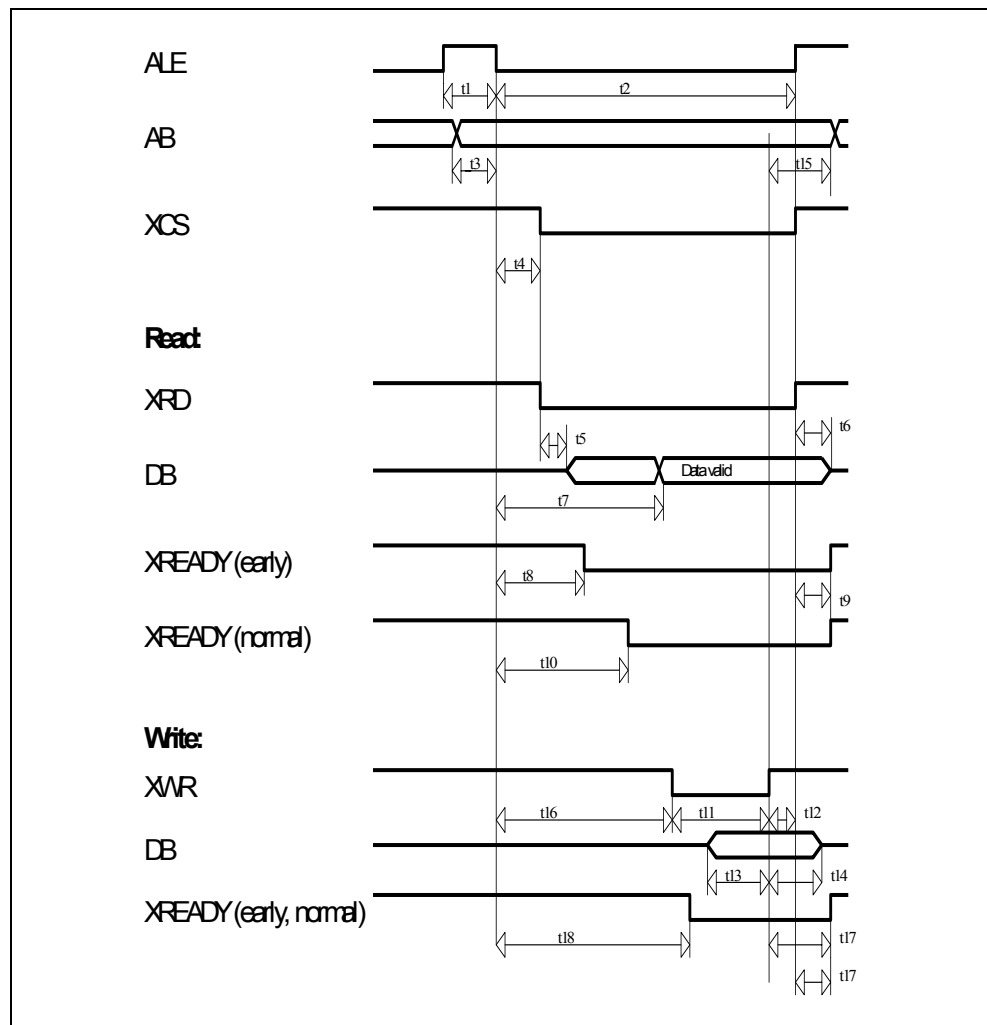 ALE
t1 t2
AB
t3 t15
XCS
t4
Read:
XRD
t5 t6
DB Data valid
t7
XREADY (early)
t8 t9
XREADY (normal)
t10
Write:
XWR
t16 t11 t12
DB
t13 t14
XREADY (early, normal)
t18 t17
t17